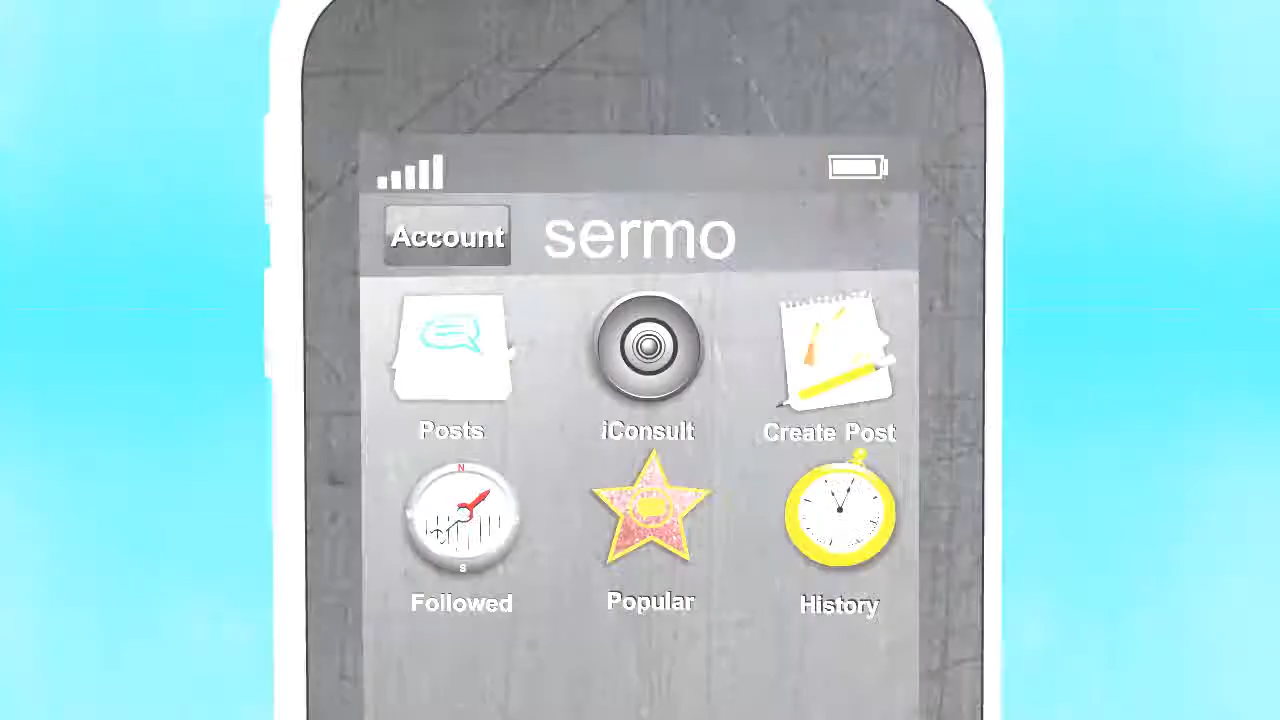 Account sermo
Posts iConsult Create Post
N
S
Followed Popular History